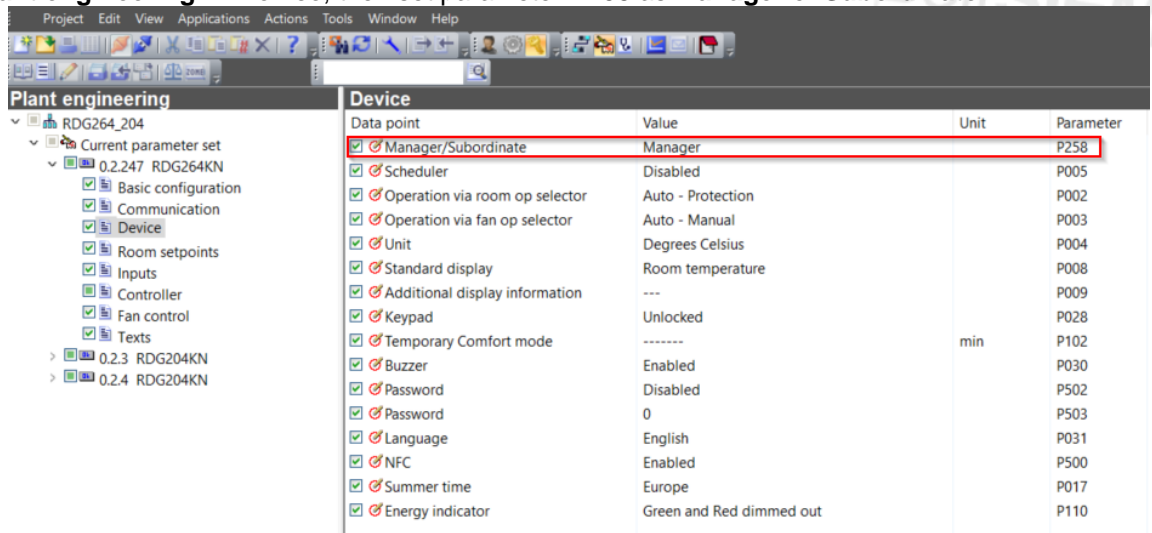 Project Edit View Applications Actions Tools Window Help
Plant engineering
RDG264_204
Current parameter set
0.2.247 RDG264KN
Basic configuration
Communication
Device
Room setpoints
Inputs
Controller
Fan control
Texts
0.2.3 RDG204KN
0.2.4 RDG204KN
Device
Data point Value Unit Parameter
Manager/Subordinate Manager P258
Scheduler Disabled P005
Operation via room op selector Auto - Protection P002
Operation via fan op selector Auto - Manual P003
Unit Degrees Celsius P004
Standard display Room temperature P008
Additional display information --- P009
Keypad Unlocked P028
Temporary Comfort mode ------- min P102
Buzzer Enabled P030
Password Disabled P502
Password 0 P503
Language English P031
NFC Enabled P500
Summer time Europe P017
Energy indicator Green and Red dimmed out P110